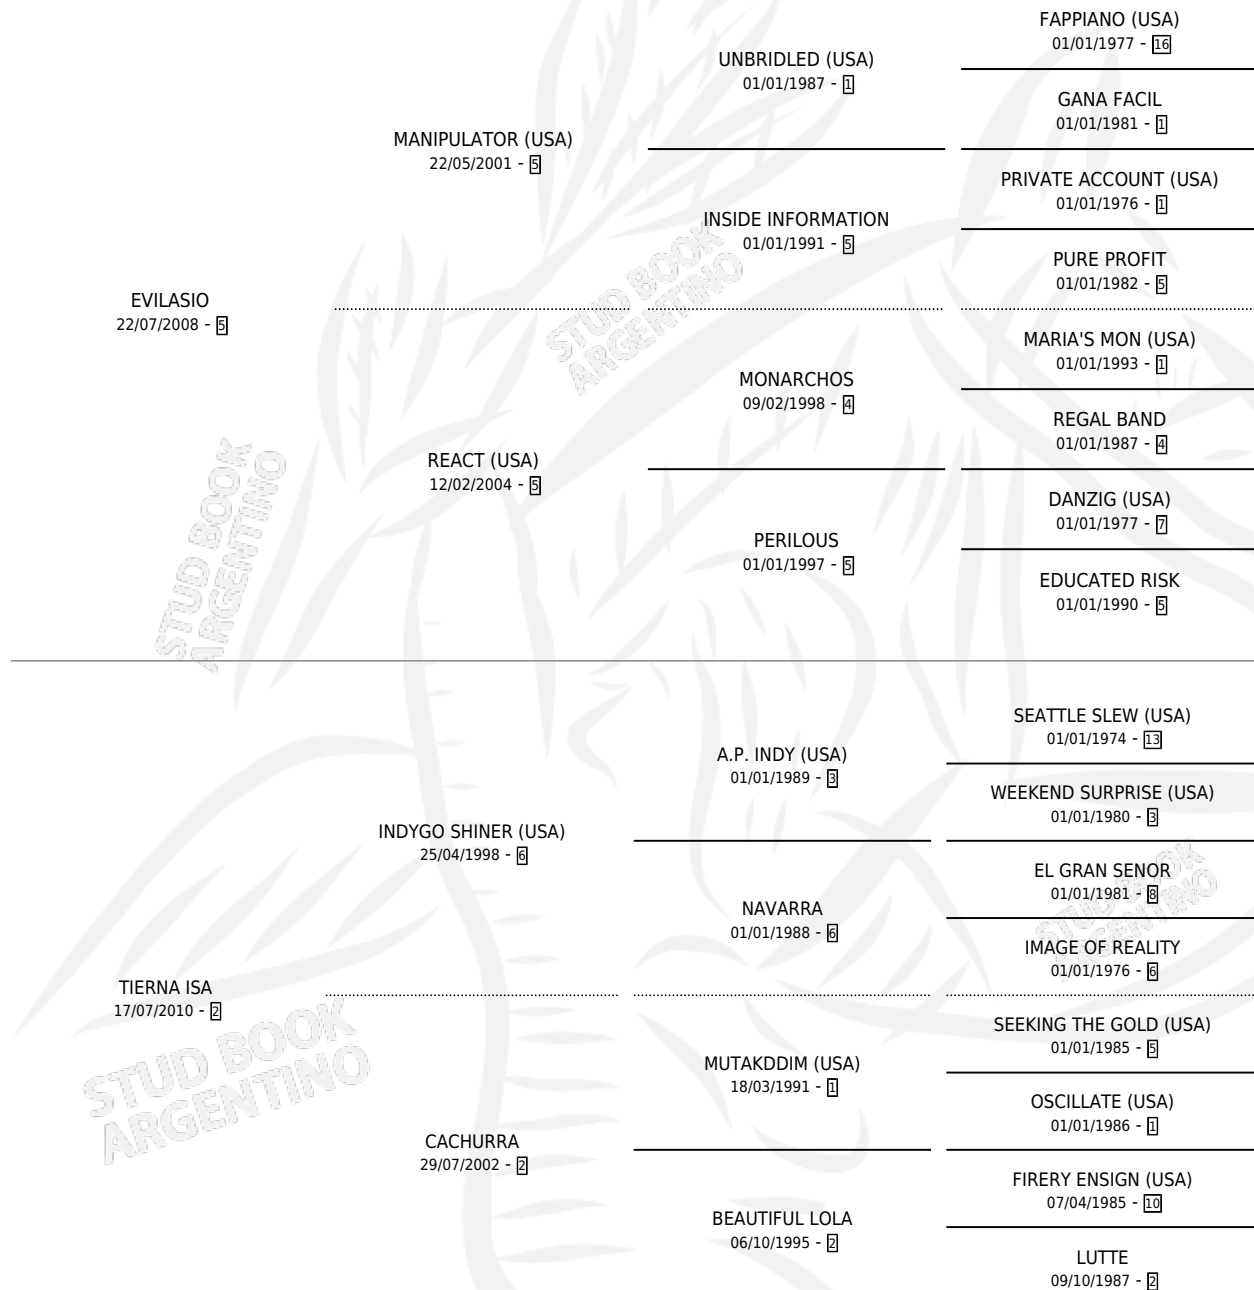 FAPPIANO (USA)
01/01/1977 - 16
UNBRIDLED (USA)
01/01/1987 - 1
GANA FACIL
01/01/1981 - 1
MANIPULATOR (USA)
22/05/2001 - 5
PRIVATE ACCOUNT (USA)
01/01/1976 - 1
INSIDE INFORMATION
01/01/1991 - 5
PURE PROFIT
01/01/1982 - 5
EVILASIO
22/07/2008 - 5
STUD BOOK
ARGENTINO
MARIA'S MON (USA)
01/01/1993 - 1
MONARCHOS
09/02/1998 - 4
REGAL BAND
01/01/1987 - 4
REACT (USA)
12/02/2004 - 5
DANZIG (USA)
01/01/1977 - 7
PERILOUS
01/01/1997 - 5
EDUCATED RISK
01/01/1990 - 5
STUD BOOK
ARGENTINO
SEATTLE SLEW (USA)
01/01/1974 - 13
A.P. INDY (USA)
01/01/1989 - 3
WEEKEND SURPRISE (USA)
01/01/1980 - 3
INDYGO SHINER (USA)
25/04/1998 - 6
EL GRAN SENOR
01/01/1981 - 8
NAVARRA
01/01/1988 - 6
STUD BOOK
ARGENTINO
IMAGE OF REALITY
01/01/1976 - 6
TIERNA ISA
17/07/2010 - 2
SEEKING THE GOLD (USA)
01/01/1985 - 5
MUTAKDDIM (USA)
18/03/1991 - 1
STUD BOOK
ARGENTINO
OSCILLATE (USA)
01/01/1986 - 1
CACHURRA
29/07/2002 - 2
FIRERY ENSIGN (USA)
07/04/1985 - 10
BEAUTIFUL LOLA
06/10/1995 - 2
LUTTE
09/10/1987 - 2